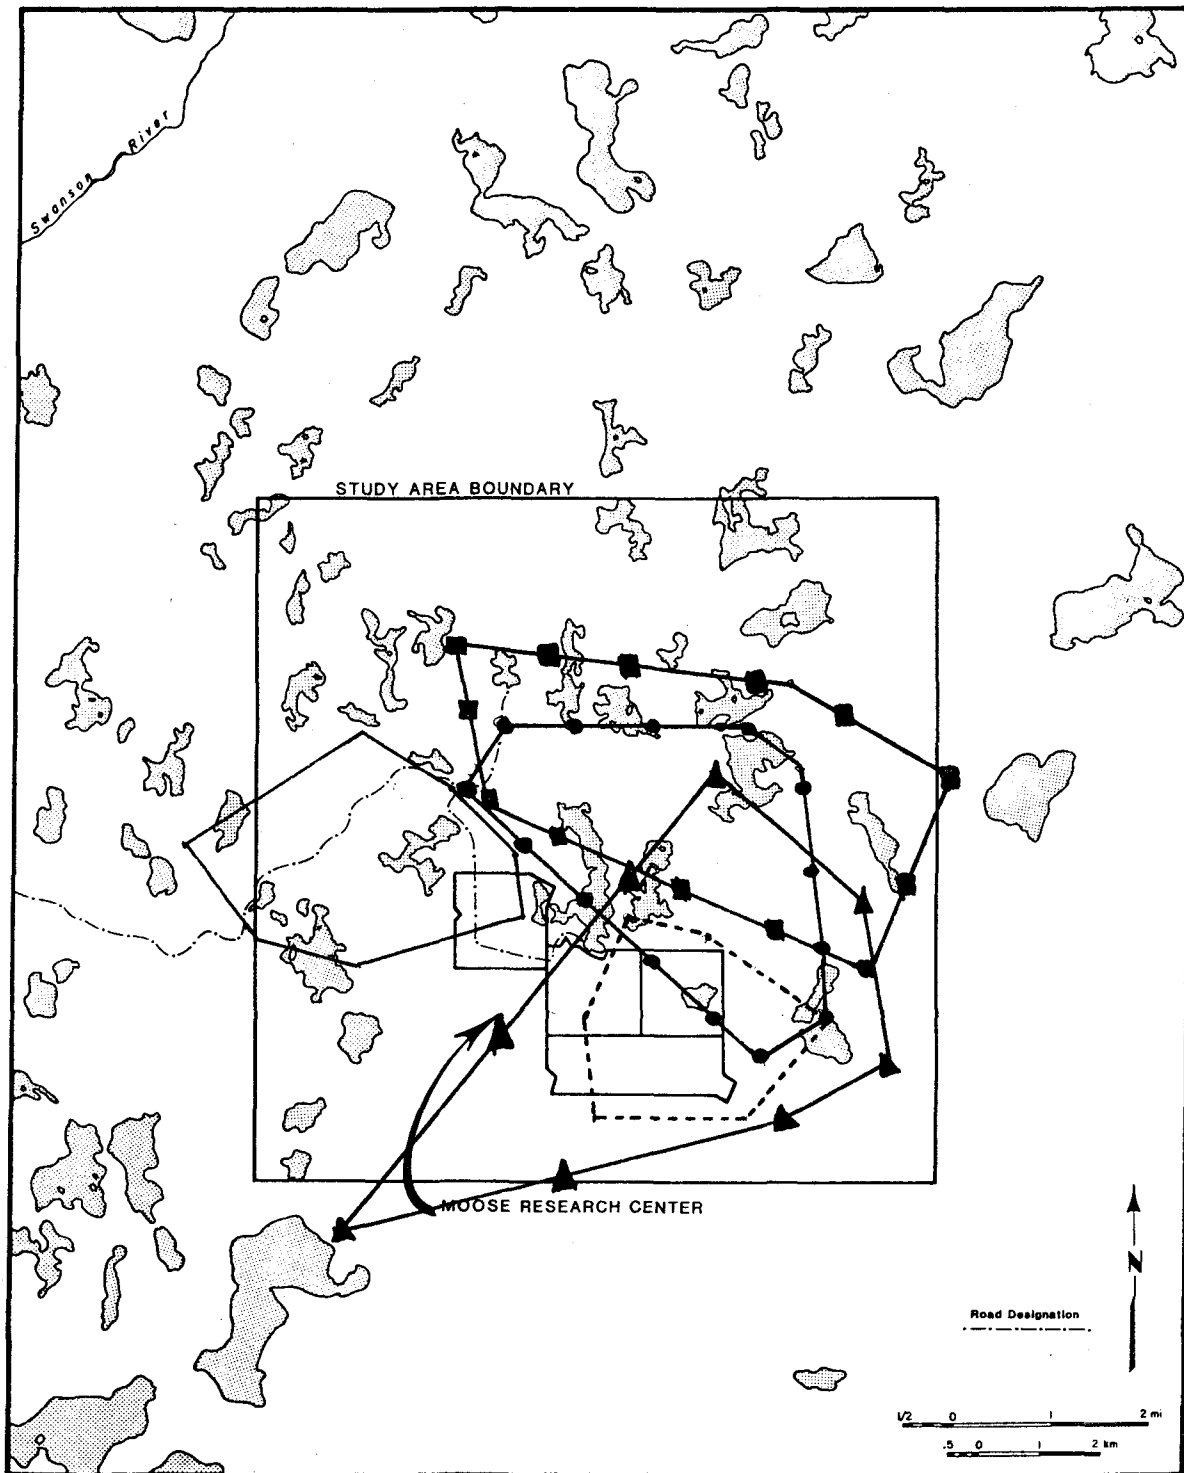 Swanson River
STUDY AREA BOUNDARY
MOOSE RESEARCH CENTER
N
Road Designation
1/2 0 1 2 mi
.5 0 1 2 km